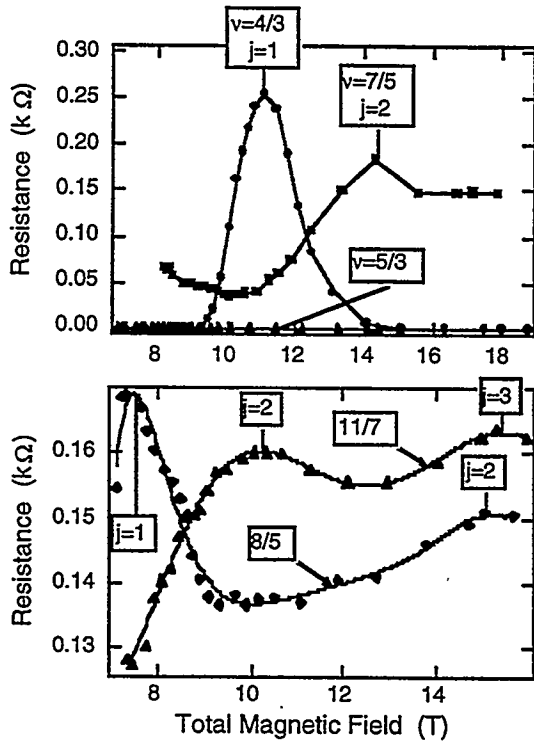 ν=4/3
j=1
ν=7/5
j=2
ν=5/3
Resistance (kΩ)
0.30
0.25
0.20
0.15
0.10
0.05
0.00
8 10 12 14 16 18
j=2
j=3
11/7
j=2
j=1
8/5
Resistance (kΩ)
0.16
0.15
0.14
0.13
8 10 12 14
Total Magnetic Field (T)